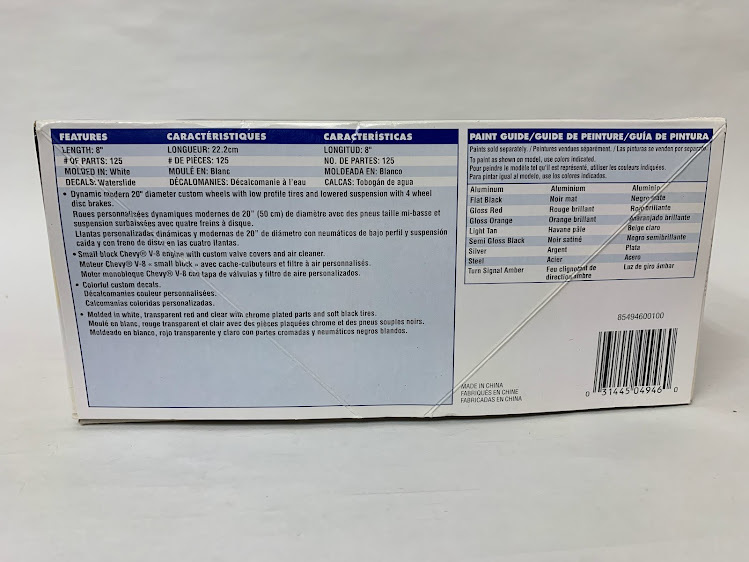 FEATURES CARACTÉRISTIQUES CARACTERÍSTICAS
LENGTH: 8" LONGUEUR: 22.2cm LONGITUD: 8"
# OF PARTS: 125 # DE PIÈCES: 125 NO. DE PARTES: 125
MOLDED IN: White MOULÉ EN: Blanc MOLDEADA EN: Blanco
DECALS: Waterslide DÉCALOMANIES: Décalcomanie à l'eau CALCAS: Tobogán de agua
• Dynamic modern 20" diameter custom wheels with low profile tires and lowered suspension with 4 wheel
disc brakes.
Roues personnalisées dynamiques modernes de 20" (50 cm) de diamètre avec des pneus taille mi-basse et
suspension surbaissées avec quatre freins à disque.
Llantas personalizadas dinámicas y modernas de 20" de diámetro con neumáticos de bajo perfil y suspensión
caida y con freno de disco en las cuatro llantas.
• Small block Chevy® V-8 engine with custom valve covers and air cleaner.
Moteur Chevy® V-8 « small block » avec cache-culbuteurs et filtre à air personnalisés.
Motor monobloque Chevy® V-8 con tapa de válvulas y filtro de aire personalizados.
• Colorful custom decals.
Décalcomanies couleur personnalisées.
Calcomanías coloridas personalizadas.
• Molded in white, transparent red and clear with chrome plated parts and soft black tires.
Moulé en blanc, rouge transparent et clair avec des pièces plaquées chrome et des pneus souples noirs.
Moldeado en blanco, rojo transparente y claro con partes cromadas y neumáticos negros blandos.
PAINT GUIDE/GUIDE DE PEINTURE/GUÍA DE PINTURA
Paints sold separately. / Peintures vendues séparément. / Las pinturas se venden por separado
To paint as shown on model, use colors indicated.
Pour peindre le modèle tel qu'il est représenté, utiliser les couleurs indiquées.
Para pintar igual al modelo, use los colores indicados.
Aluminum Aluminium Aluminio
Flat Black Noir mat Negro mate
Gloss Red Rouge brillant Rojo brillante
Gloss Orange Orange brillant Anaranjado brillante
Light Tan Havane pâle Beige claro
Semi Gloss Black Noir satiné Negro semibrillante
Silver Argent Plata
Steel Acier Acero
Turn Signal Amber Feu clignotant de Luz de giro ámbar
direction ambre
85494600100
MADE IN CHINA
FABRIQUÉS EN CHINE
FABRICADAS EN CHINA
0 31445 04946 0